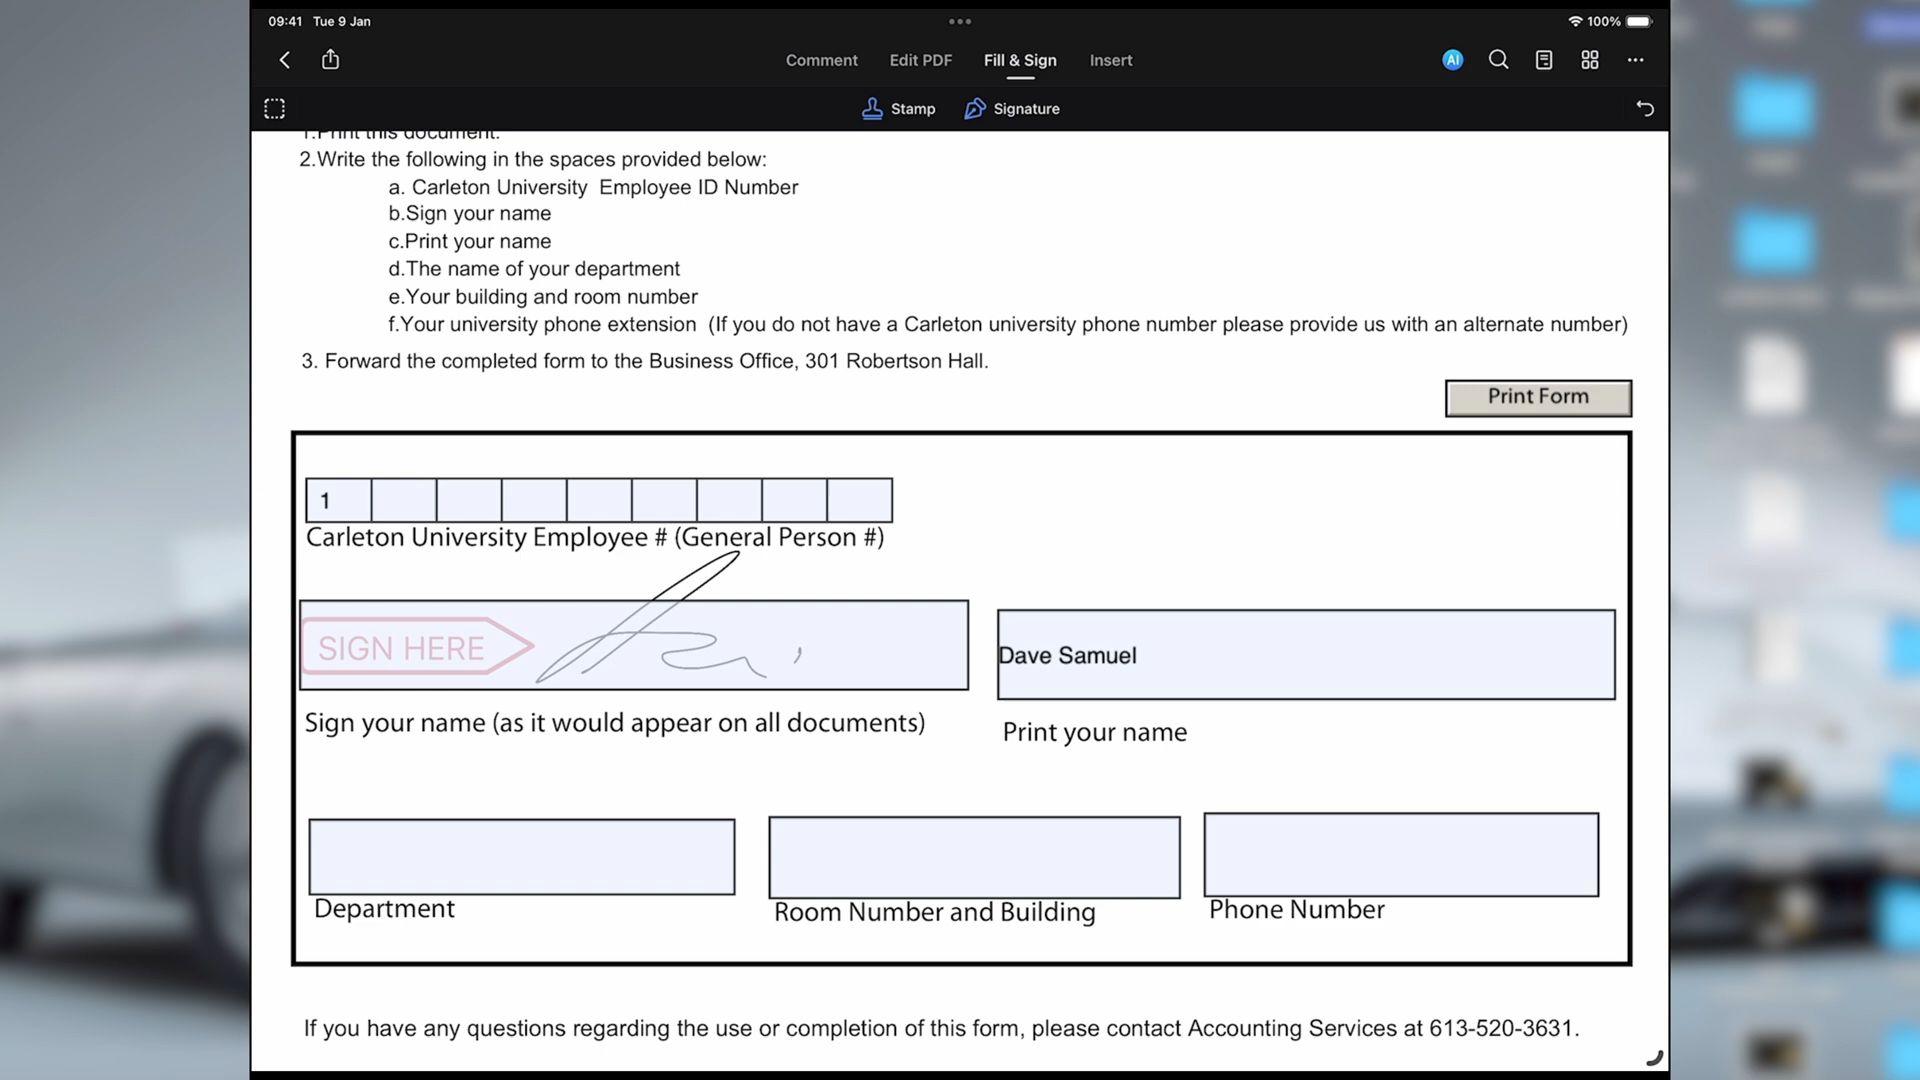 09:41 Tue 9 Jan
100%
Comment Edit PDF Fill & Sign Insert
AI
Stamp Signature
1.Print this document.
2.Write the following in the spaces provided below:
a. Carleton University Employee ID Number
b.Sign your name
c.Print your name
d.The name of your department
e.Your building and room number
f.Your university phone extension (If you do not have a Carleton university phone number please provide us with an alternate number)
3. Forward the completed form to the Business Office, 301 Robertson Hall.
Print Form
1
Carleton University Employee # (General Person #)
SIGN HERE
Dave Samuel
Sign your name (as it would appear on all documents)
Print your name
Department
Room Number and Building
Phone Number
If you have any questions regarding the use or completion of this form, please contact Accounting Services at 613-520-3631.